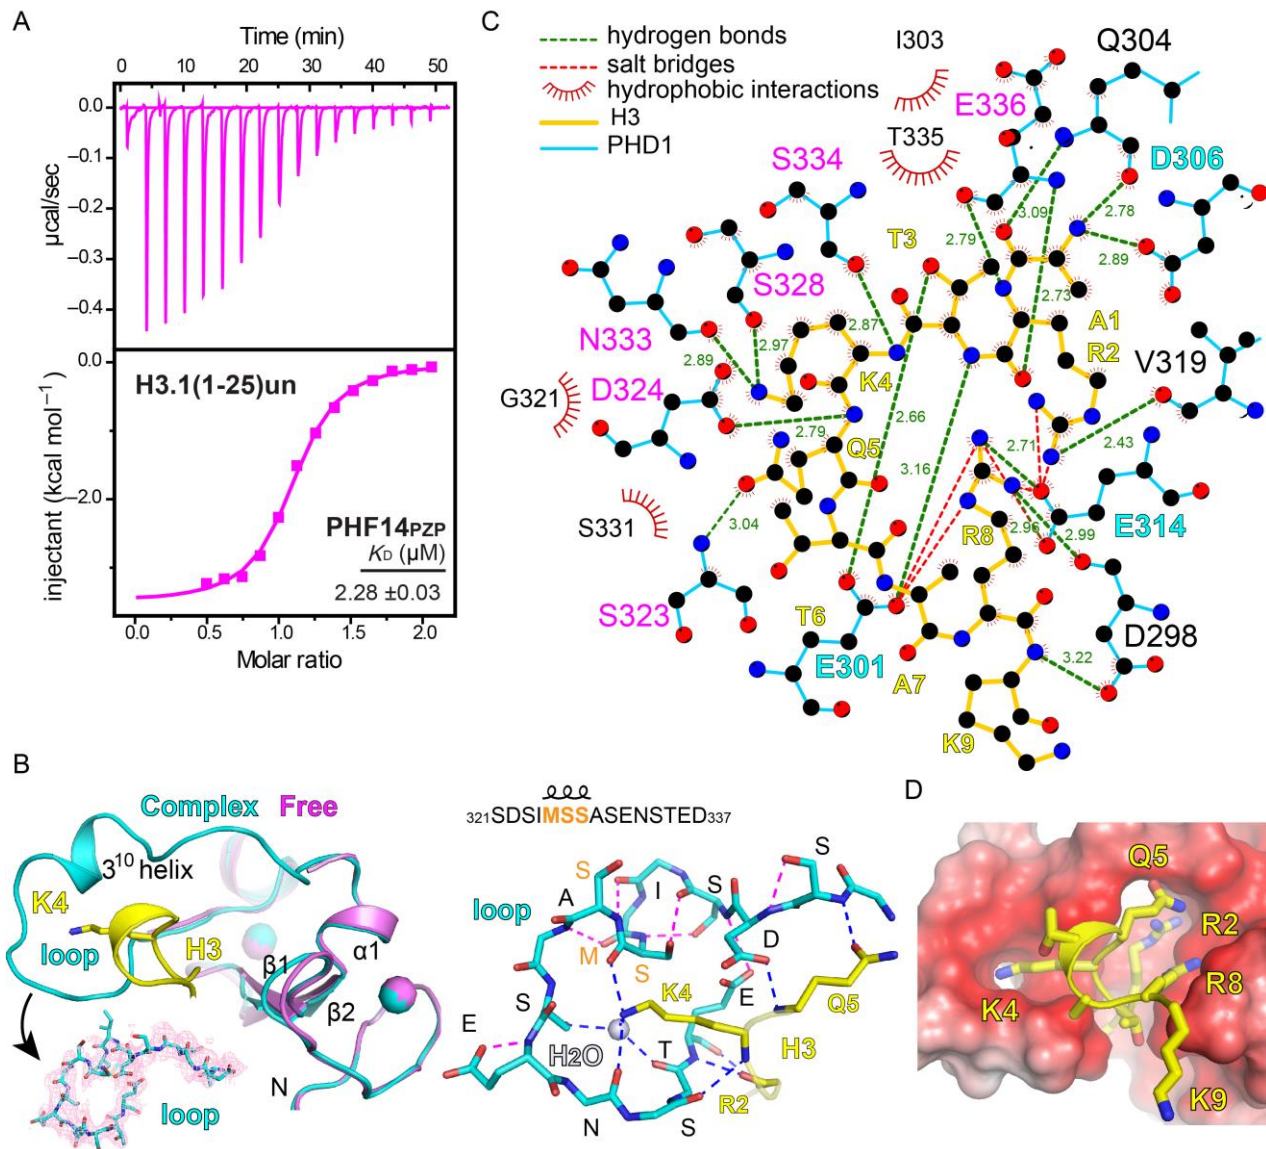 A
Time (min)
0 10 20 30 40 50
0.0
−0.1
−0.2
−0.3
−0.4
µcal/sec
0.0
−2.0
injectant (kcal mol⁻¹)
H3.1(1-25)un
PHF14PZP
KD (µM)
2.28 ±0.03
0.0 0.5 1.0 1.5 2.0
Molar ratio
C
hydrogen bonds
salt bridges
hydrophobic interactions
H3
PHD1
I303
Q304
E336
T335
D306
S334
3.09
2.78
T3
2.79
2.89
S328
2.73
A1
N333
2.87
R2
2.97
V319
2.89
K4
G321
D324
2.66
2.79
Q5
2.71
2.43
3.16
S331
3.04
R8
2.99
E314
S323
T6
E301
D298
A7
3.22
K9
B
Complex Free
3¹⁰ helix
K4
loop
H3
β1
α1
β2
N
loop
321SDSIMSSASENSTED337
loop
A
S
I
S
S
M
S
D
K4
E
Q5
S
E
H2O
T
H3
R2
N
S
D
Q5
R2
K4
R8
K9